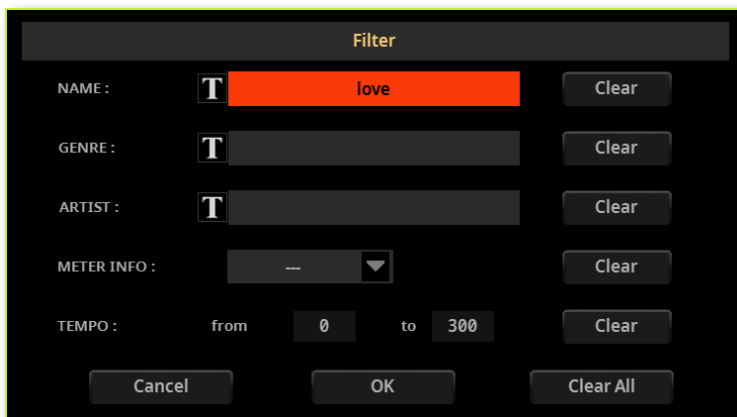 Filter
NAME : T love Clear
GENRE : T Clear
ARTIST : T Clear
METER INFO : --- Clear
TEMPO : from 0 to 300 Clear
Cancel OK Clear All